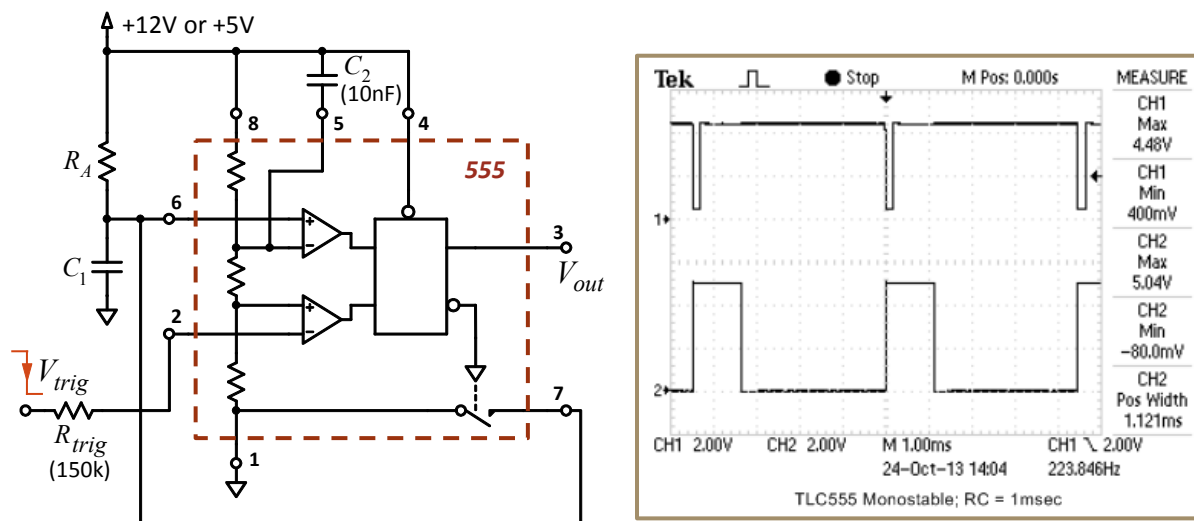 +12V or +5V
C2
(10nF)
8
5
4
RA
555
6
+
−
3
Vout
C1
2
+
−
Vtrig
7
Rtrig
(150k)
1
Tek
Stop
M Pos: 0.000s
MEASURE
CH1
Max
4.48V
CH1
Min
400mV
CH2
Max
5.04V
CH2
Min
−80.0mV
CH2
Pos Width
1.121ms
1
2
CH1 2.00V
CH2 2.00V
M 1.00ms
CH1 \ 2.00V
24-Oct-13 14:04
223.846Hz
TLC555 Monostable; RC = 1msec